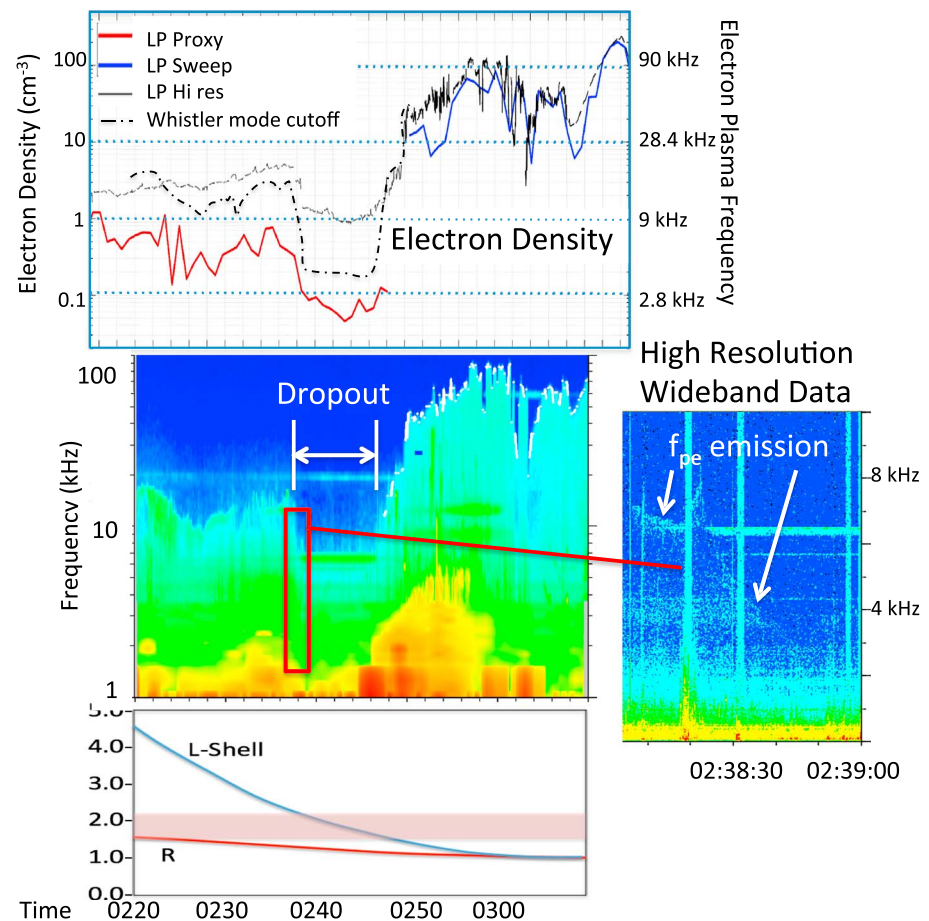 LP Proxy
LP Sweep
LP Hi res
Whistler mode cutoff
Electron Density (cm⁻³)
100
10
1
0.1
90 kHz
28.4 kHz
9 kHz
2.8 kHz
Electron Plasma Frequency
Electron Density
High Resolution
Wideband Data
Dropout
Frequency (kHz)
100
10
1
fpe emission
8 kHz
4 kHz
02:38:30 02:39:00
5.0
4.0
3.0
2.0
1.0
0.0
L-Shell
R
Time 0220 0230 0240 0250 0300